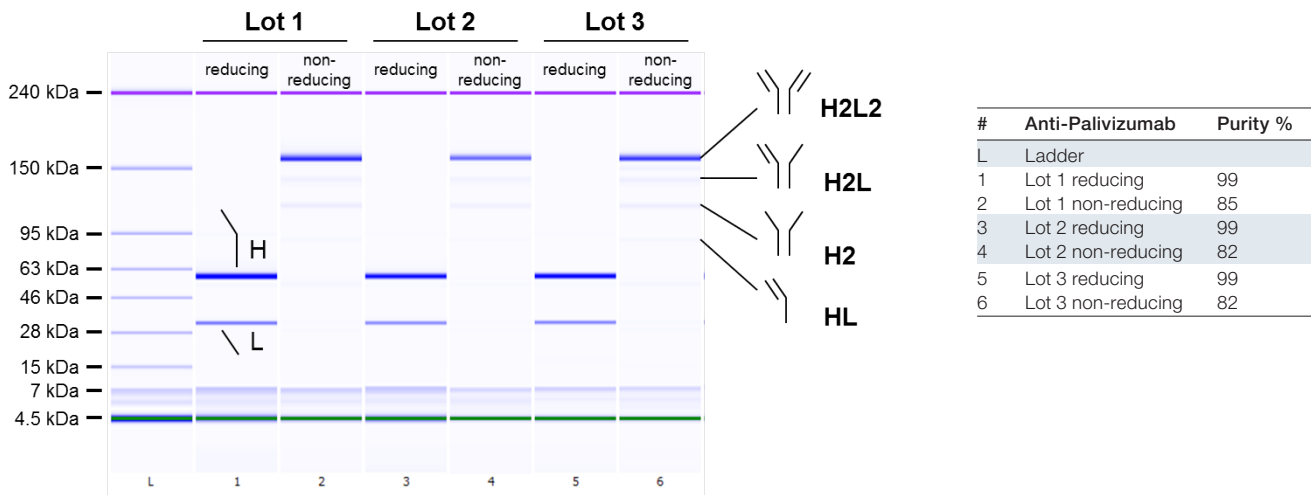 Lot 1 Lot 2 Lot 3
reducing non-reducing reducing non-reducing reducing non-reducing
240 kDa
150 kDa
95 kDa
63 kDa
46 kDa
28 kDa
15 kDa
7 kDa
4.5 kDa
H
L
L 1 2 3 4 5 6
H2L2
H2L
H2
HL
# Anti-Palivizumab Purity %
L Ladder
1 Lot 1 reducing 99
2 Lot 1 non-reducing 85
3 Lot 2 reducing 99
4 Lot 2 non-reducing 82
5 Lot 3 reducing 99
6 Lot 3 non-reducing 82